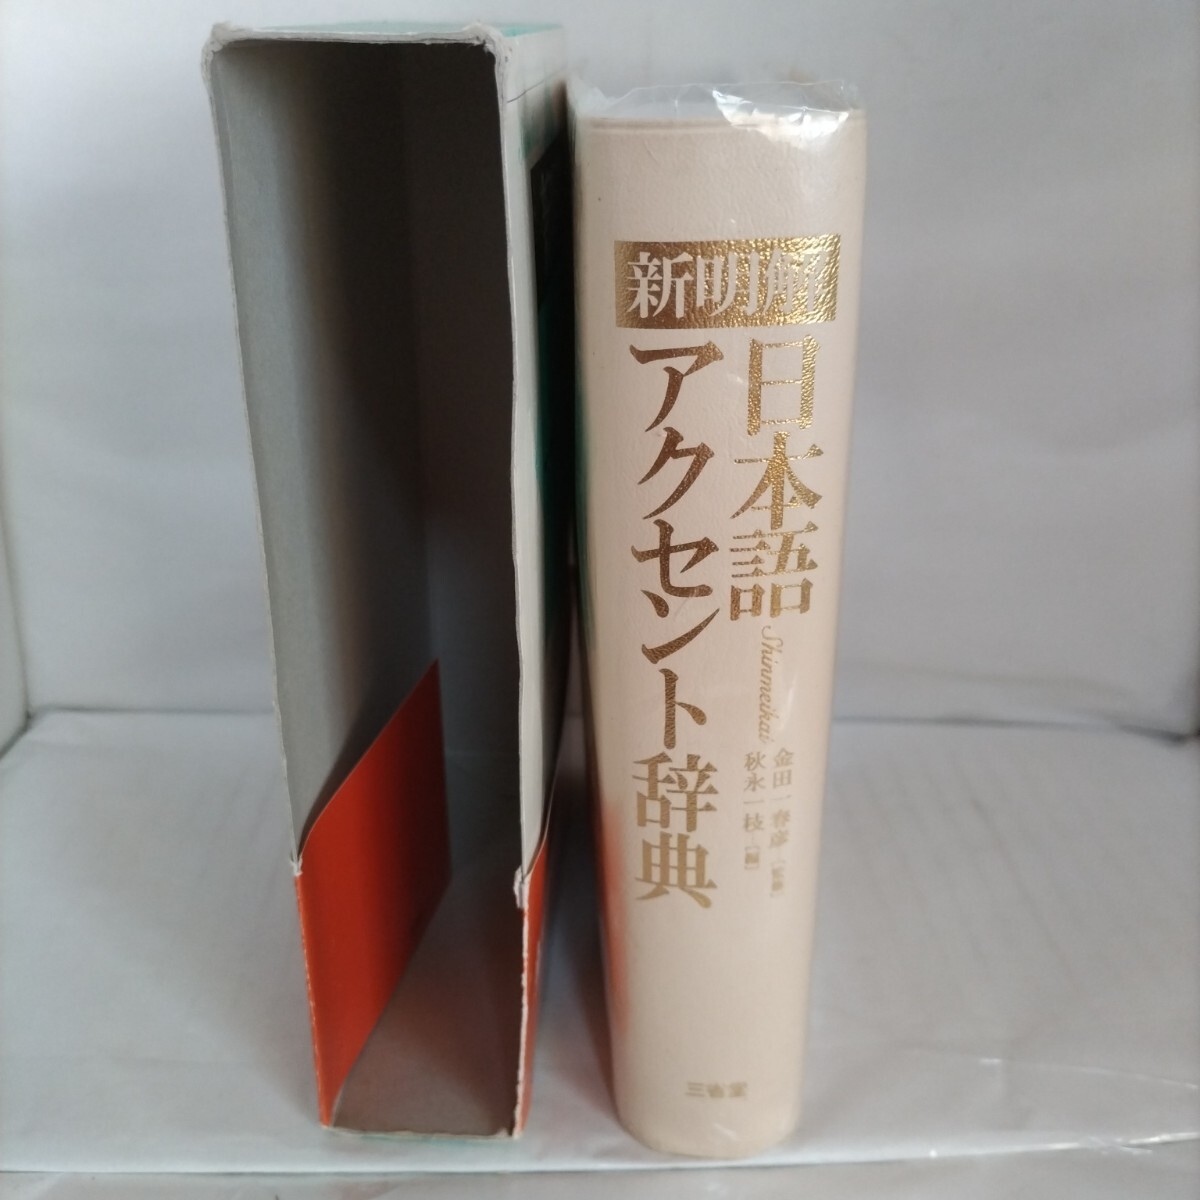 新明解
日本語
アクセント辞典
Shinmeikai
金田一春彦［監修］
秋永一枝［編］
三省堂